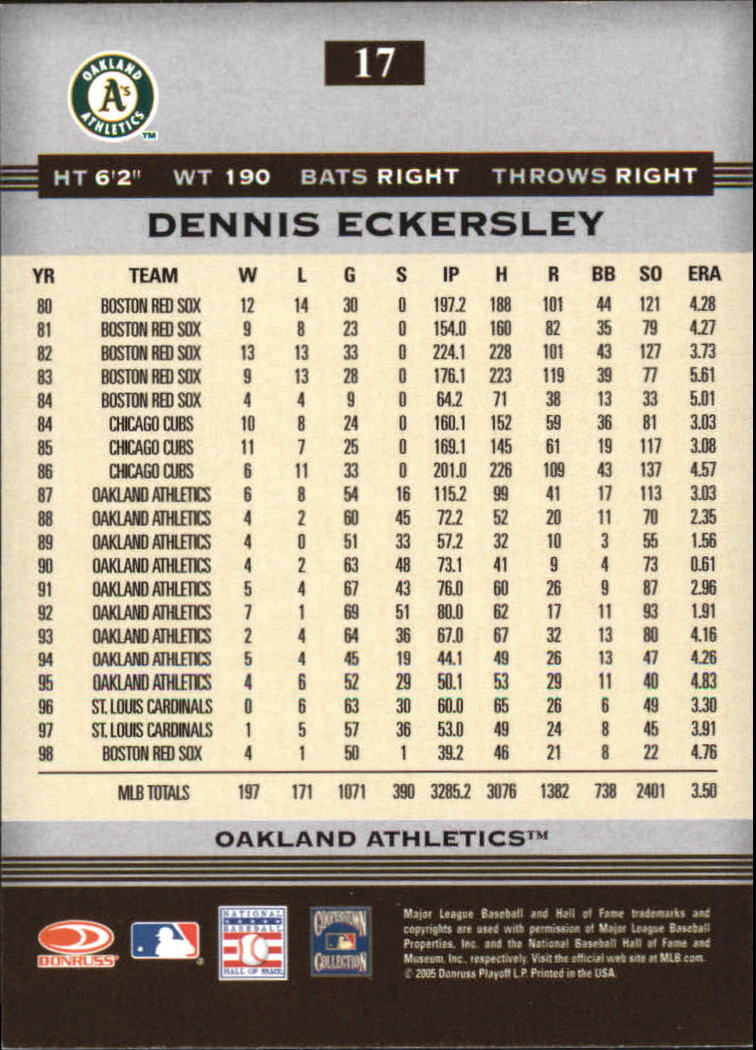 17
OAKLAND
A's
ATHLETICS
TM
HT 6'2" WT 190 BATS RIGHT THROWS RIGHT
DENNIS ECKERSLEY
YR TEAM W L G S IP H R BB SO ERA
80 BOSTON RED SOX 12 14 30 0 197.2 188 101 44 121 4.28
81 BOSTON RED SOX 9 8 23 0 154.0 160 82 35 79 4.27
82 BOSTON RED SOX 13 13 33 0 224.1 228 101 43 127 3.73
83 BOSTON RED SOX 9 13 28 0 176.1 223 119 39 77 5.61
84 BOSTON RED SOX 4 4 9 0 64.2 71 38 13 33 5.01
84 CHICAGO CUBS 10 8 24 0 160.1 152 59 36 81 3.03
85 CHICAGO CUBS 11 7 25 0 169.1 145 61 19 117 3.08
86 CHICAGO CUBS 6 11 33 0 201.0 226 109 43 137 4.57
87 OAKLAND ATHLETICS 6 8 54 16 115.2 99 41 17 113 3.03
88 OAKLAND ATHLETICS 4 2 60 45 72.2 52 20 11 70 2.35
89 OAKLAND ATHLETICS 4 0 51 33 57.2 32 10 3 55 1.56
90 OAKLAND ATHLETICS 4 2 63 48 73.1 41 9 4 73 0.61
91 OAKLAND ATHLETICS 5 4 67 43 76.0 60 26 9 87 2.96
92 OAKLAND ATHLETICS 7 1 69 51 80.0 62 17 11 93 1.91
93 OAKLAND ATHLETICS 2 4 64 36 67.0 67 32 13 80 4.16
94 OAKLAND ATHLETICS 5 4 45 19 44.1 49 26 13 47 4.26
95 OAKLAND ATHLETICS 4 6 52 29 50.1 53 29 11 40 4.83
96 ST. LOUIS CARDINALS 0 6 63 30 60.0 65 26 6 49 3.30
97 ST. LOUIS CARDINALS 1 5 57 36 53.0 49 24 8 45 3.91
98 BOSTON RED SOX 4 1 50 1 39.2 46 21 8 22 4.76
MLB TOTALS 197 171 1071 390 3285.2 3076 1382 738 2401 3.50
OAKLAND ATHLETICS™
DONRUSS
NATIONAL
BASEBALL
HALL OF FAME
COOPERSTOWN
COLLECTION
Major League Baseball and Hall of Fame trademarks and
copyrights are used with permission of Major League Baseball
Properties, Inc. and the National Baseball Hall of Fame and
Museum, Inc., respectively. Visit the official web site at MLB.com.
© 2005 Donruss Playoff L.P. Printed in the USA.